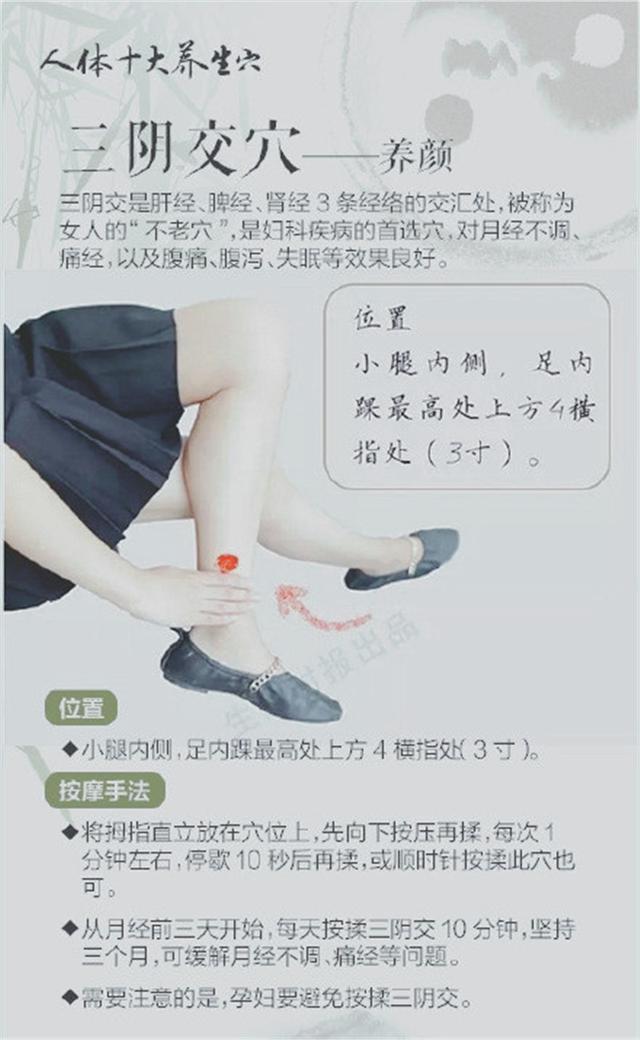 人体十大养生穴
三阴交穴——养颜
三阴交是肝经、脾经、肾经3条经络的交汇处,被称为
女人的“不老穴”,是妇科疾病的首选穴,对月经不调、
痛经,以及腹痛、腹泻、失眠等效果良好。
位置
小腿内侧,足内
踝最高处上方4横
指处(3寸)。
报出品
位置
◆小腿内侧,足内踝最高处上方4横指处(3寸)。
按摩手法
◆将拇指直立放在穴位上,先向下按压再揉,每次1
分钟左右,停歇10秒后再揉,或顺时针按揉此穴也
可。
◆从月经前三天开始,每天按揉三阴交10分钟,坚持
三个月,可缓解月经不调、痛经等问题。
◆需要注意的是,孕妇要避免按揉三阴交。